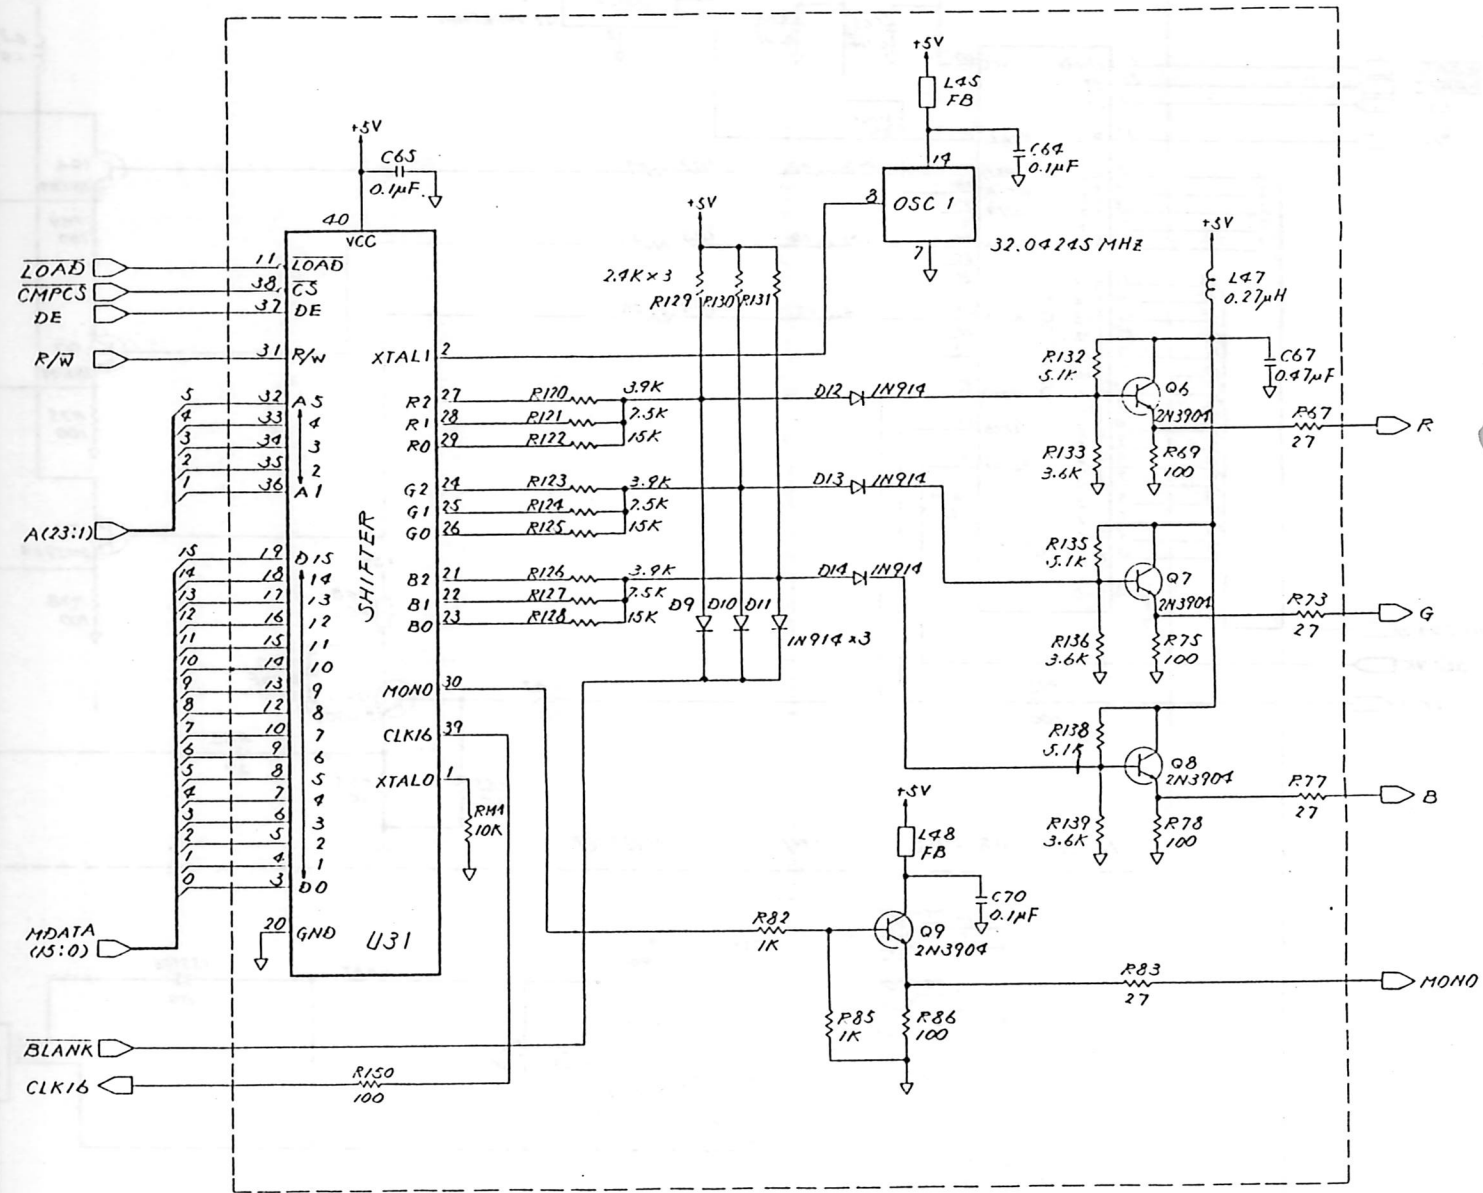 +5V
L45
FB
+5V
C65
0.1µF
C64
0.1µF
14
8
OSC 1
7
32.04245 MHZ
40
VCC
+5V
+5V
2.4K × 3
R129
R130
R131
L47
0.27µH
LOAD
11
LOAD
CMPCS
38
CS
DE
37
DE
R/W
31
R/W
XTAL1
2
R132
5.1K
C67
0.47µF
Q6
2N3904
5
32
A5
4
33
4
3
34
3
2
35
2
1
36
A1
A(23:1)
R2
27
R120
3.9K
D12
1N914
R1
28
R121
7.5K
R0
29
R122
15K
R67
27
R
R133
3.6K
R69
100
G2
24
R123
3.9K
D13
1N914
G1
25
R124
7.5K
G0
26
R125
15K
SHIFTER
15
19
D15
14
18
14
13
17
13
12
16
12
11
15
11
10
14
10
9
13
9
8
12
8
7
10
7
6
9
6
5
8
5
4
7
4
3
6
3
2
5
2
1
4
1
0
3
D0
R135
5.1K
Q7
2N3904
B2
21
R126
3.9K
D14
1N914
B1
22
R127
7.5K
B0
23
R128
15K
D9
D10
D11
1N914 × 3
R73
27
G
R136
3.6K
R75
100
MONO
30
CLK16
39
XTAL0
1
10K
R138
5.1K
Q8
2N3904
R77
27
B
R139
3.6K
R78
100
+5V
L48
FB
C70
0.1µF
MDATA
(15:0)
20
GND
U31
R82
1K
Q9
2N3904
R83
27
MONO
R85
1K
R86
100
BLANK
CLK16
R150
100